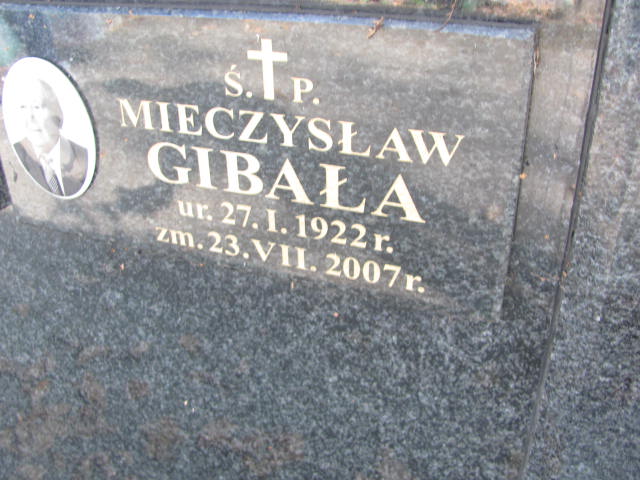 Ś. P.
MIECZYSŁAW
GIBAŁA
ur. 27. I. 1922 r.
zm. 23. VII. 2007 r.